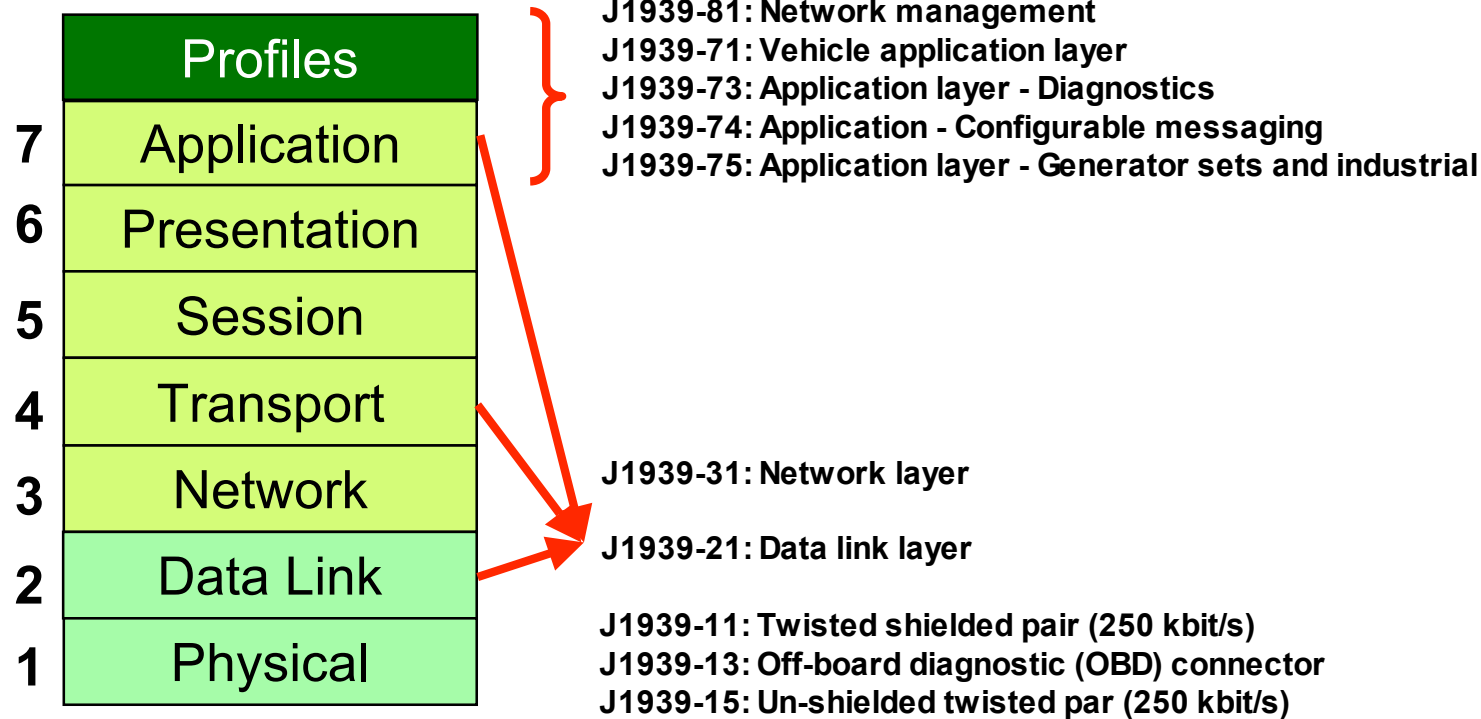 J1939-81: Network management
Profiles
J1939-71: Vehicle application layer
J1939-73: Application layer - Diagnostics
7
Application
J1939-74: Application - Configurable messaging
J1939-75: Application layer - Generator sets and industrial
6
Presentation
5
Session
4
Transport
3
Network
J1939-31: Network layer
2
Data Link
J1939-21: Data link layer
1
Physical
J1939-11: Twisted shielded pair (250 kbit/s)
J1939-13: Off-board diagnostic (OBD) connector
J1939-15: Un-shielded twisted par (250 kbit/s)